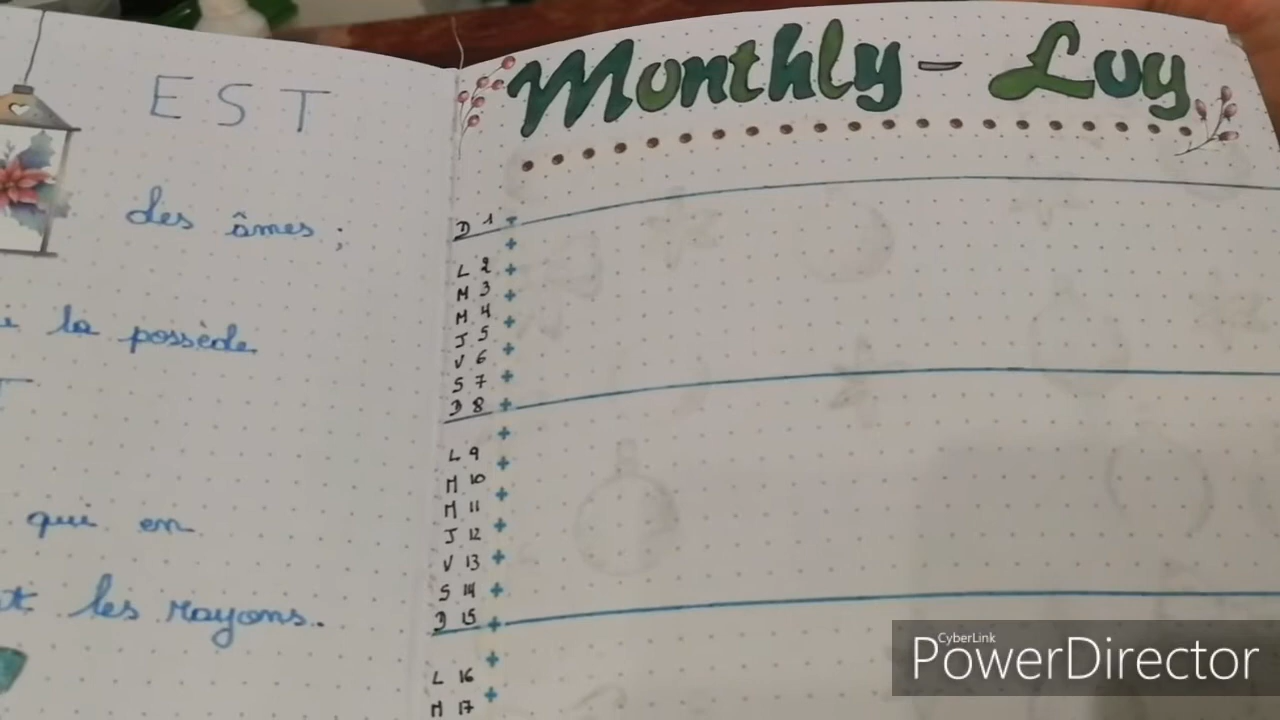 EST
des âmes ;
la possède
qui en
les rayons.
Monthly - Log
D 1
L 2
M 3
M 4
J 5
V 6
S 7
D 8
L 9
M 10
M 11
J 12
V 13
S 14
D 15
L 16
M 17
CyberLink
PowerDirector